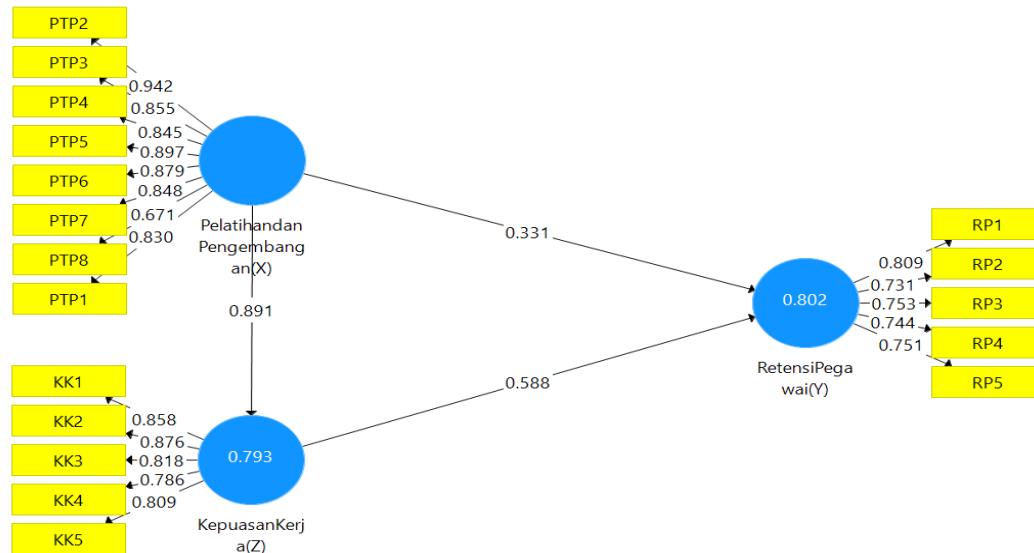 PTP2
PTP3
PTP4
PTP5
PTP6
PTP7
PTP8
PTP1
0.942
0.855
0.845
0.897
0.879
0.848
0.671
0.830
Pelatihandan
Pengembang
an(X)
0.331
0.891
KK1
KK2
KK3
KK4
KK5
0.858
0.876
0.818
0.786
0.809
0.793
KepuasanKerj
a(Z)
0.588
0.802
RetensiPega
wai(Y)
0.809
0.731
0.753
0.744
0.751
RP1
RP2
RP3
RP4
RP5